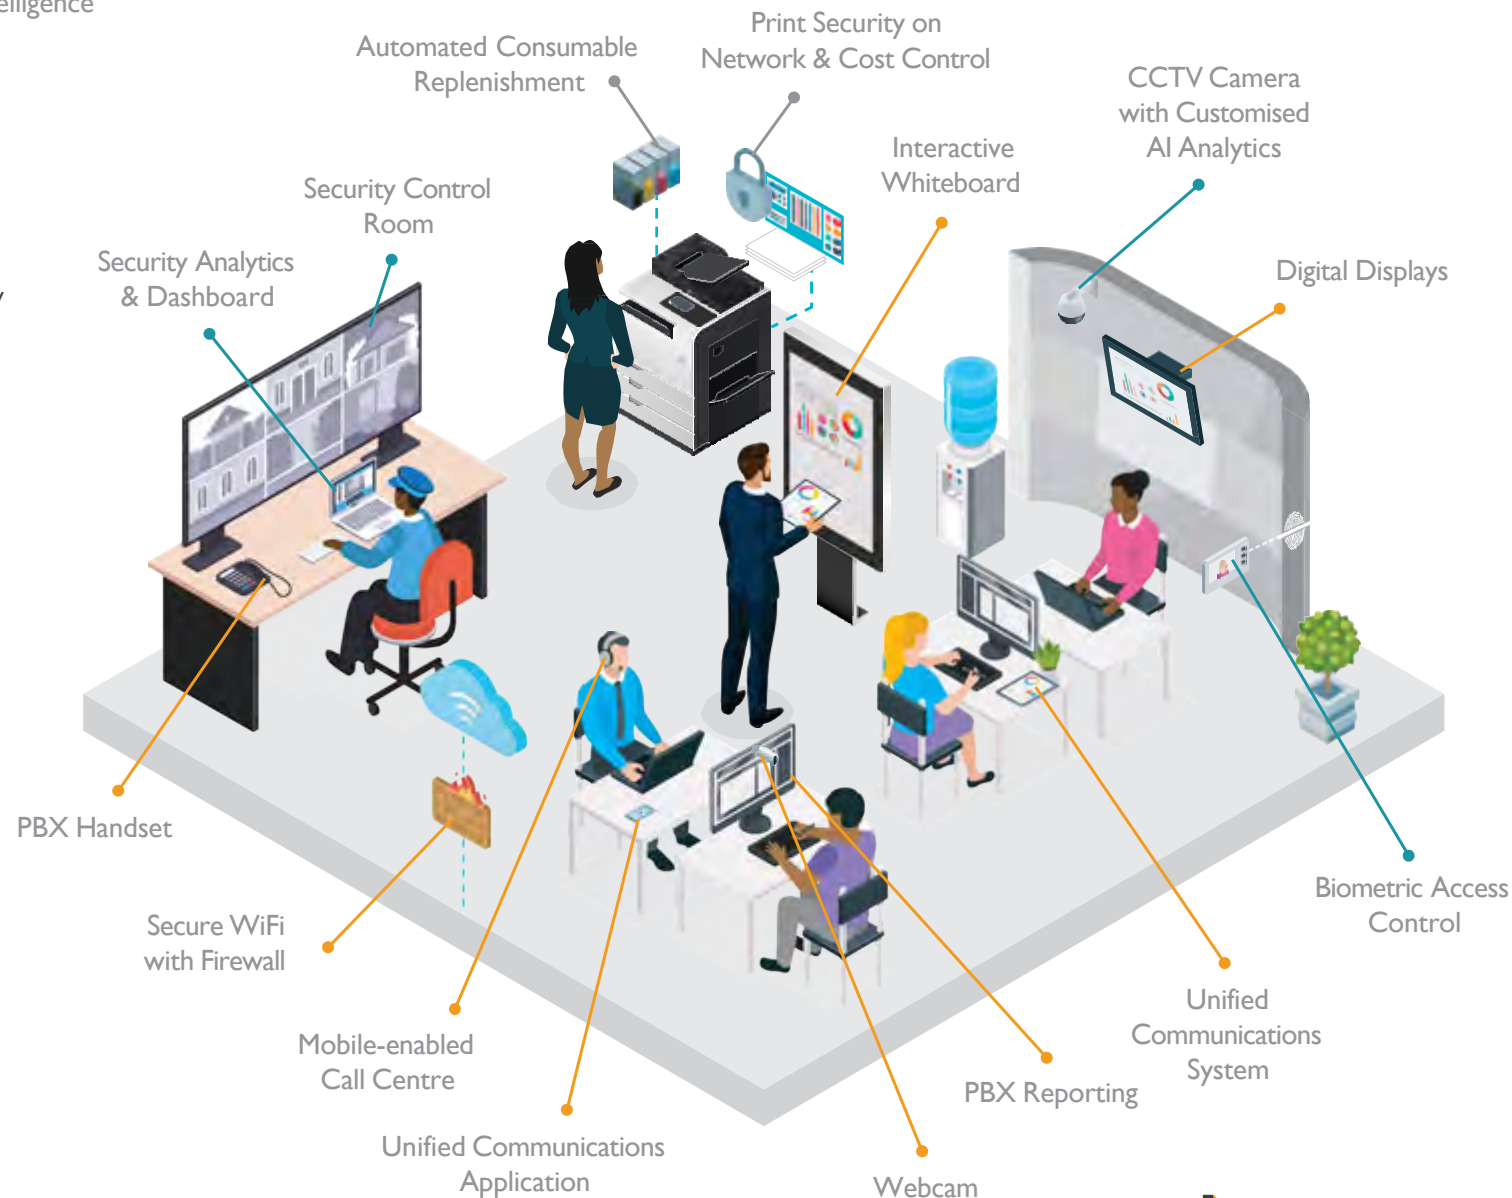 Print Security on
Network & Cost Control
Automated Consumable
Replenishment
CCTV Camera
with Customised
AI Analytics
Interactive
Whiteboard
Security Control
Room
Security Analytics
& Dashboard
Digital Displays
PBX Handset
Biometric Access
Control
Secure WiFi
with Firewall
Unified
Communications
System
Mobile-enabled
Call Centre
PBX Reporting
Unified Communications
Application
Webcam